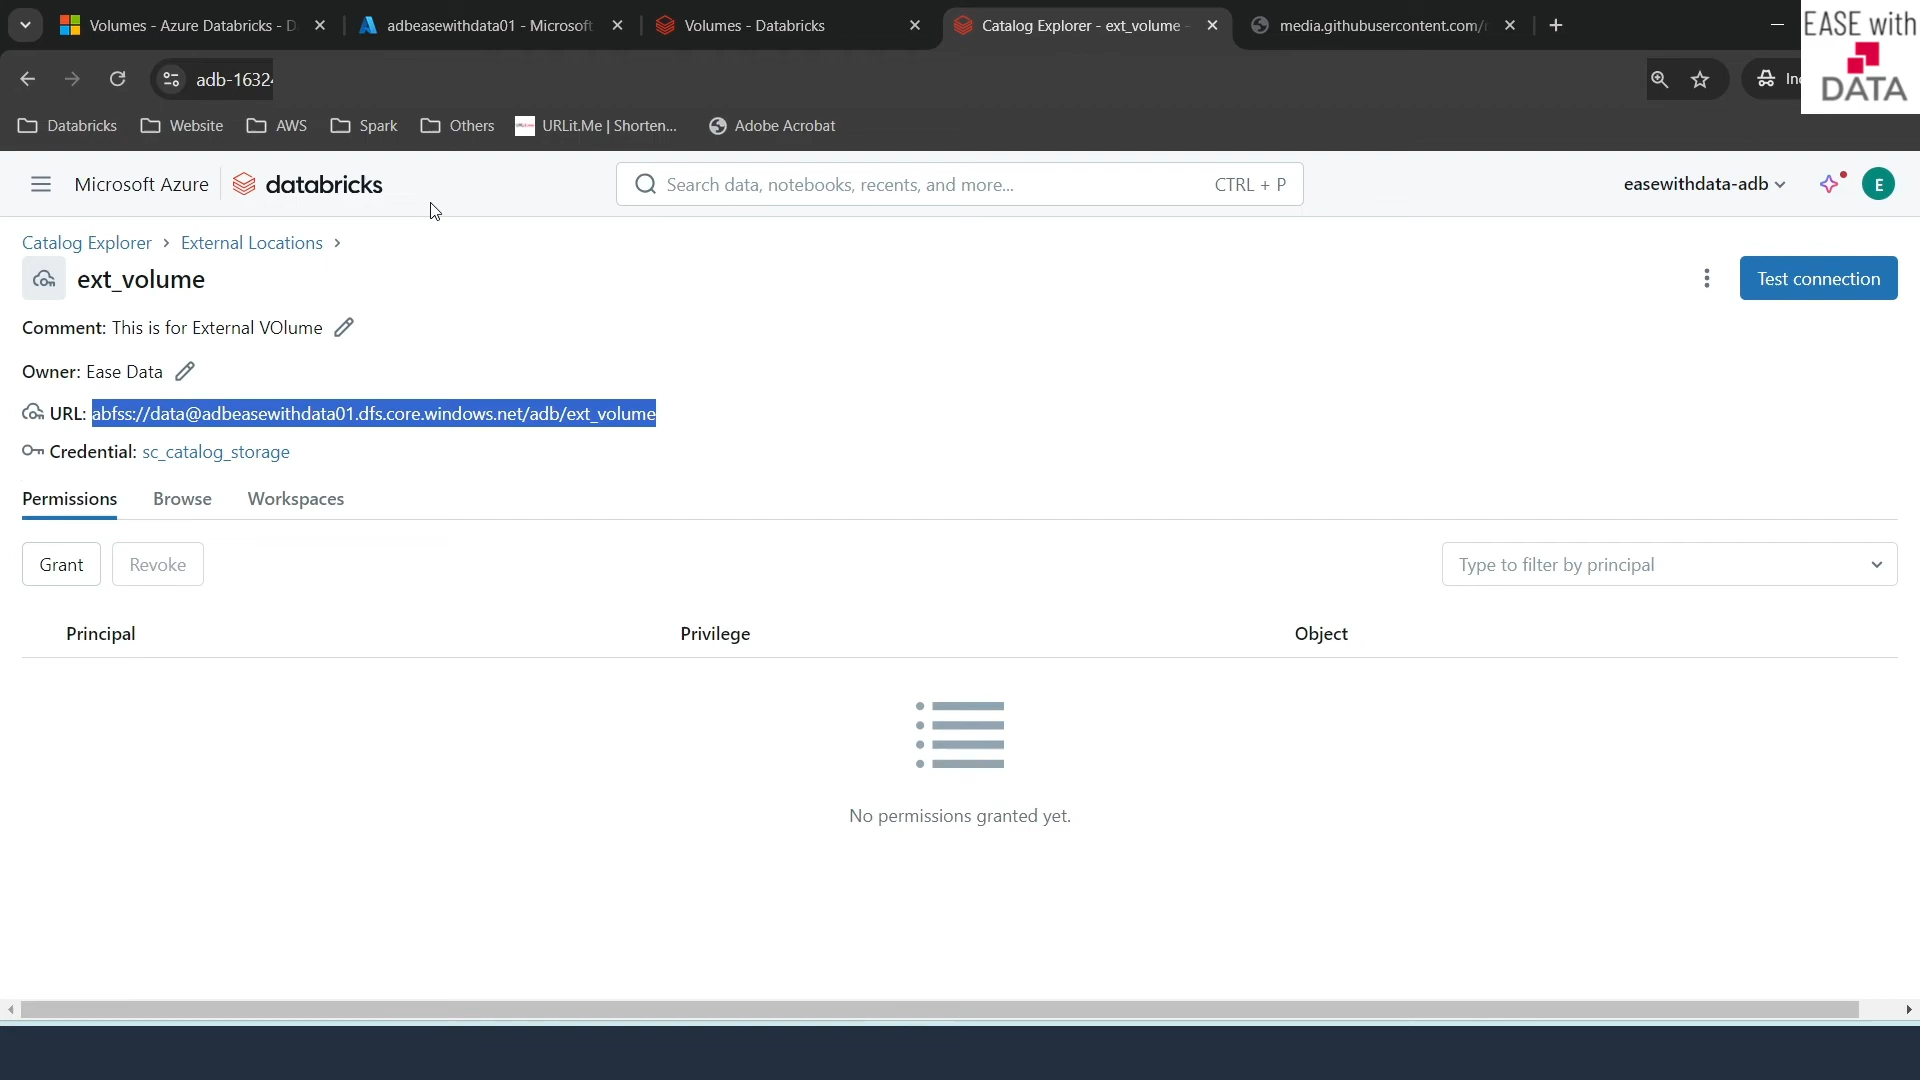 Volumes - Azure Databricks - D
adbeasewithdata01 - Microsoft
Volumes - Databricks
Catalog Explorer - ext_volume -
media.githubusercontent.com/
EASE with
DATA
adb-1632
Databricks
Website
AWS
Spark
Others
URLit.Me | Shorten...
Adobe Acrobat
Microsoft Azure
databricks
Search data, notebooks, recents, and more...
CTRL + P
easewithdata-adb
E
Catalog Explorer > External Locations >
ext_volume
Test connection
Comment: This is for External VOlume
Owner: Ease Data
URL: abfss://data@adbeasewithdata01.dfs.core.windows.net/adb/ext_volume
Credential: sc_catalog_storage
Permissions
Browse
Workspaces
Grant
Revoke
Type to filter by principal
Principal
Privilege
Object
No permissions granted yet.